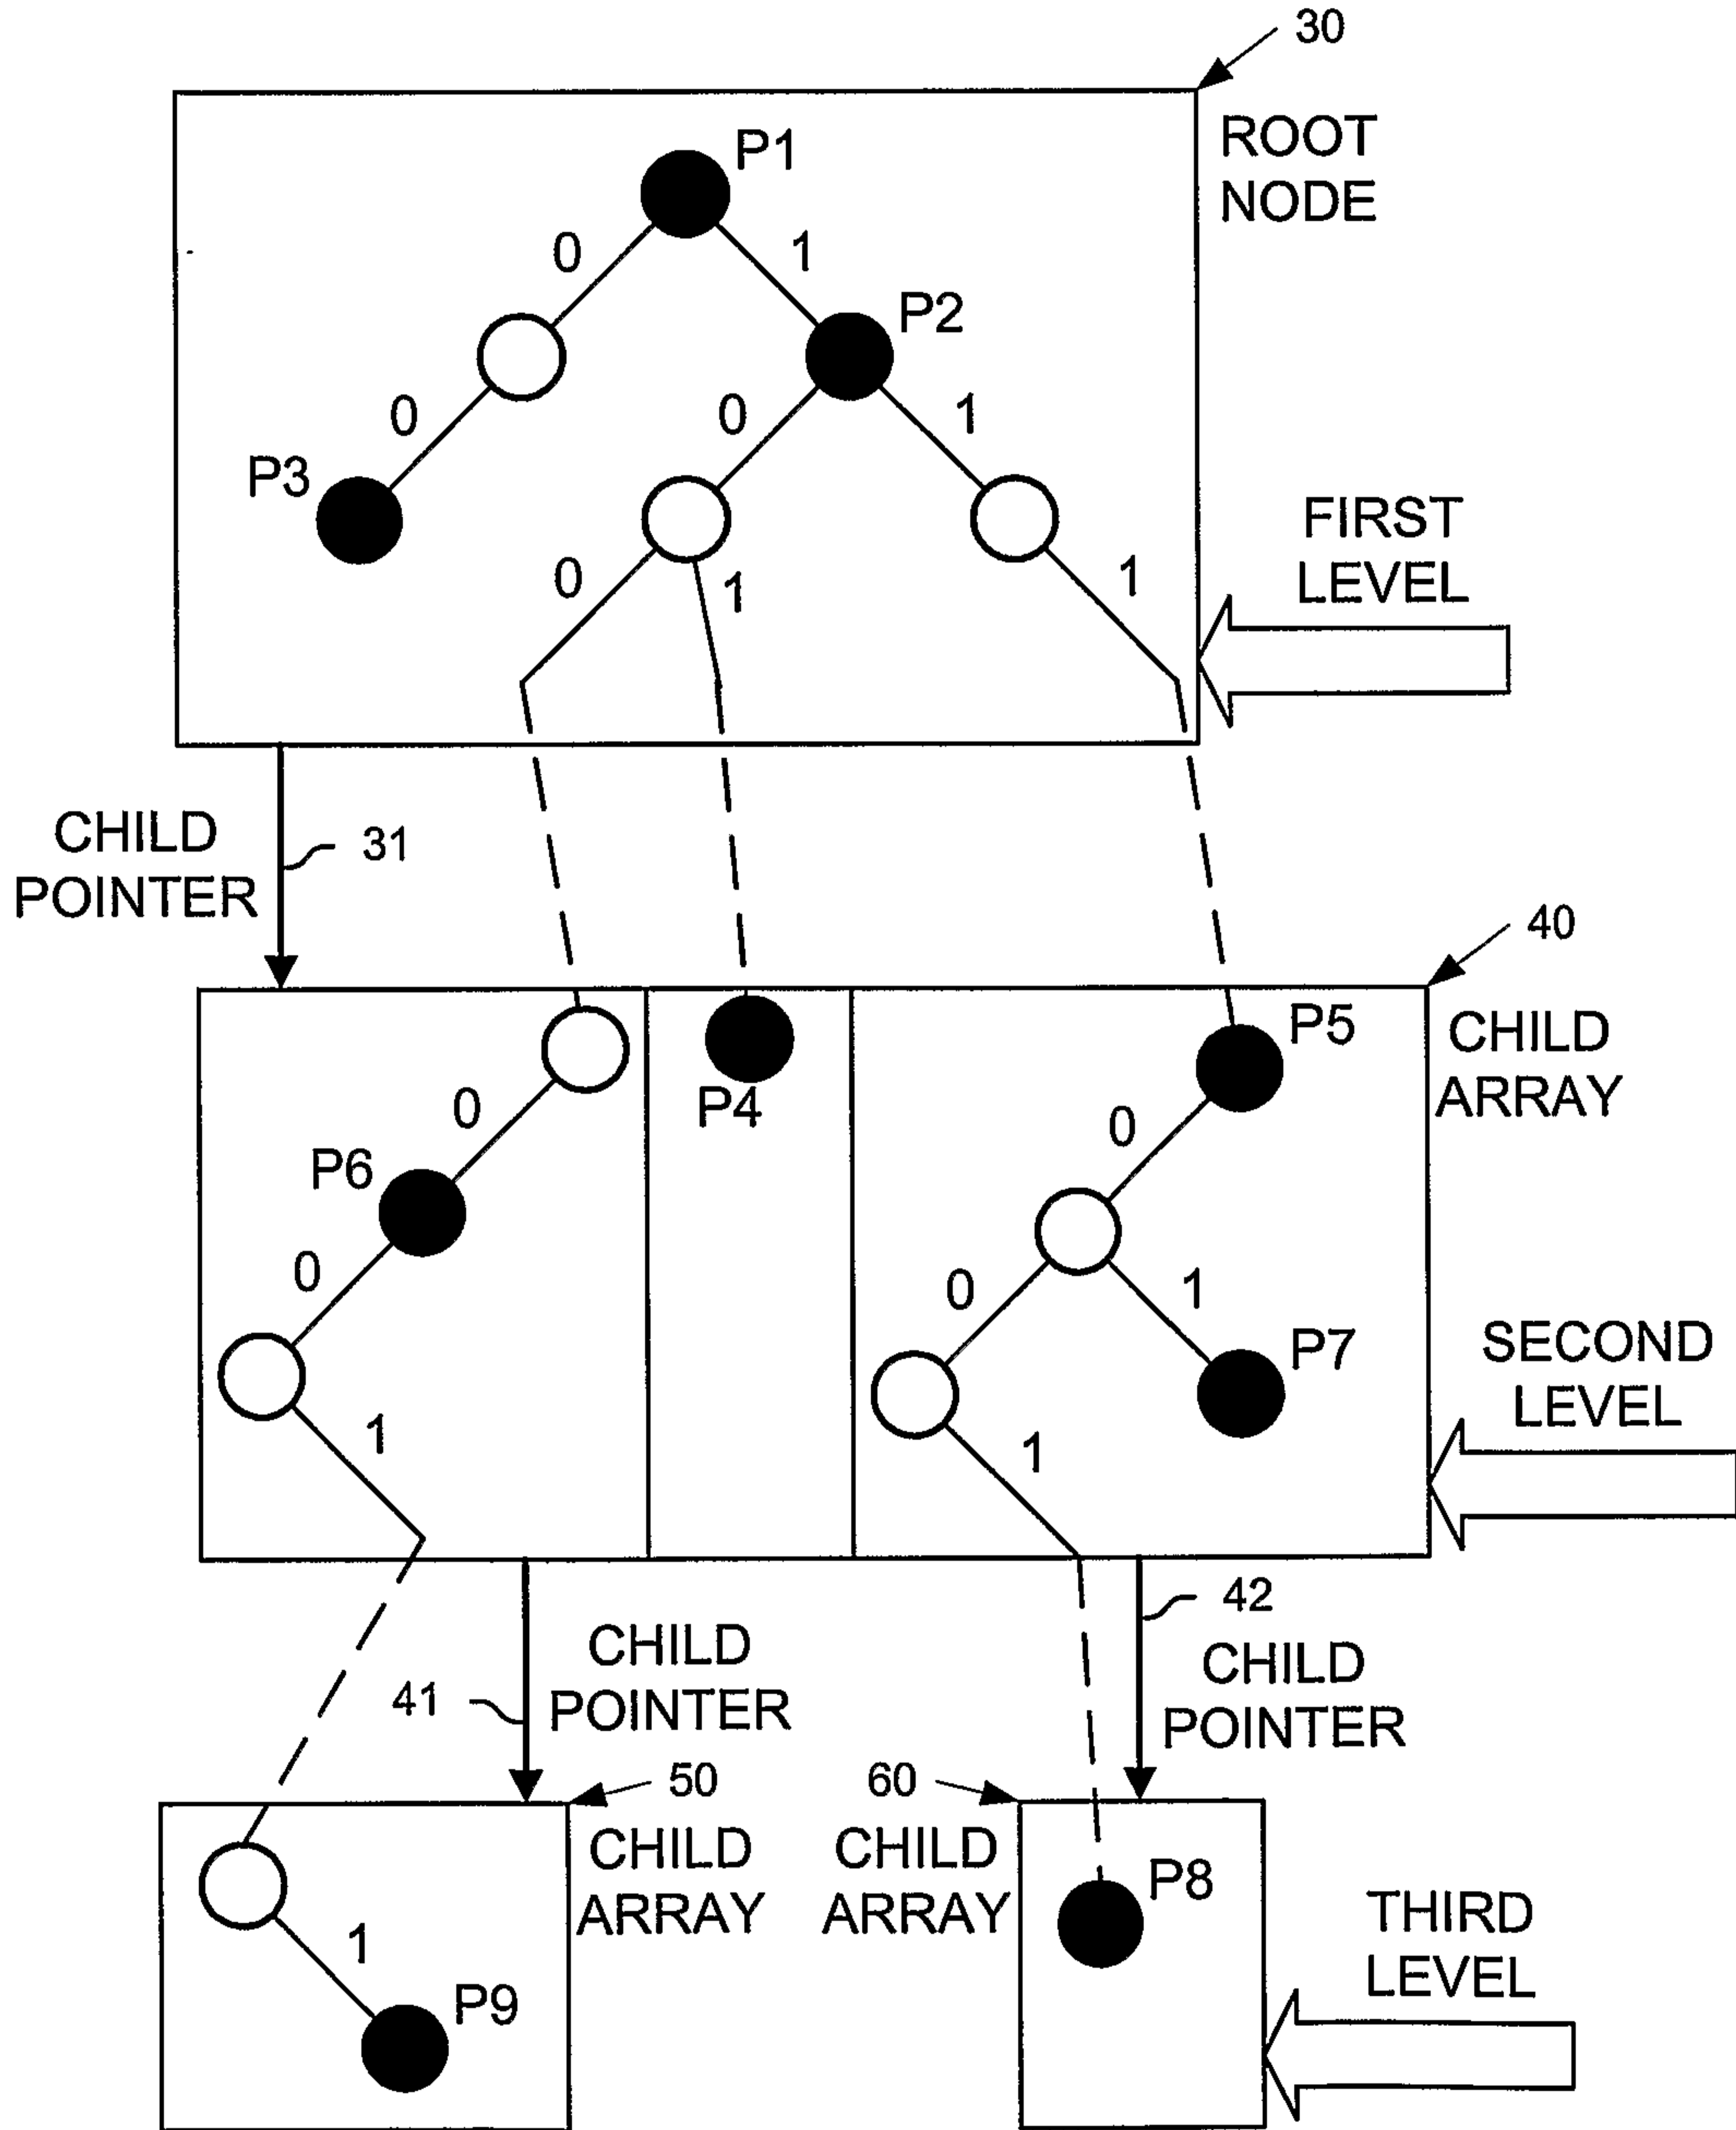 30
ROOT
NODE
P1
0
1
P2
0
0
1
P3
FIRST
LEVEL
0
1
1
CHILD
POINTER
31
40
CHILD
ARRAY
P5
P4
0
0
P6
0
0
1
P7
SECOND
LEVEL
1
1
42
CHILD
POINTER
41
CHILD
POINTER
50
60
CHILD
ARRAY
CHILD
ARRAY
P8
1
P9
THIRD
LEVEL